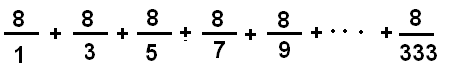 8/1 + 8/3 + 8/5 + 8/7 + 8/9 + ··· + 8/333